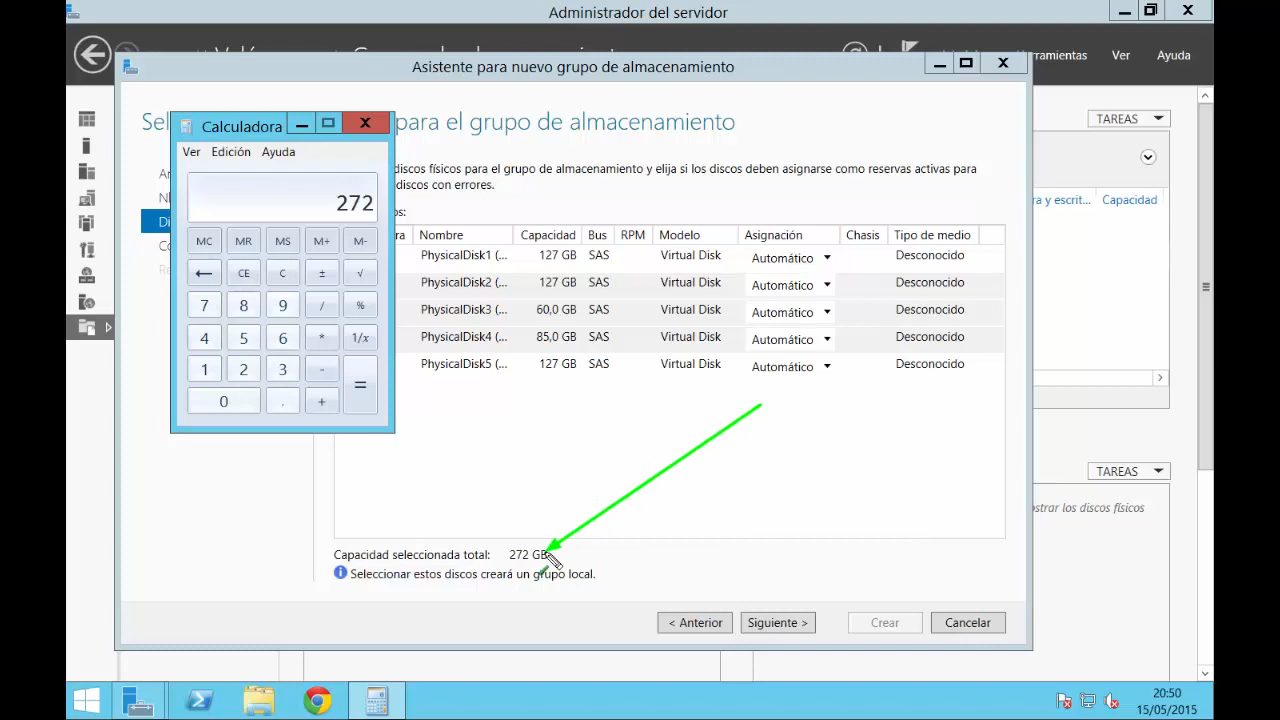 Administrador del servidor
Ver
Ayuda
Asistente para nuevo grupo de almacenamiento
para el grupo de almacenamiento
TAREAS
Calculadora
Ver Edición Ayuda
272
MC MR MS M+ M-
← CE C ± √
7 8 9 / %
4 5 6 * 1/x
1 2 3 - =
0 . +
discos físicos para el grupo de almacenamiento y elija si los discos deben asignarse como reservas activas para
discos con errores.
Nombre Capacidad Bus RPM Modelo Asignación Chasis Tipo de medio
PhysicalDisk1 (... 127 GB SAS Virtual Disk Automático Desconocido
PhysicalDisk2 (... 127 GB SAS Virtual Disk Automático Desconocido
PhysicalDisk3 (... 60,0 GB SAS Virtual Disk Automático Desconocido
PhysicalDisk4 (... 85,0 GB SAS Virtual Disk Automático Desconocido
PhysicalDisk5 (... 127 GB SAS Virtual Disk Automático Desconocido
Capacidad seleccionada total: 272 GB
Seleccionar estos discos creará un grupo local.
< Anterior Siguiente > Crear Cancelar
ra y escrit... Capacidad
TAREAS
strar los discos físicos
20:50
15/05/2015